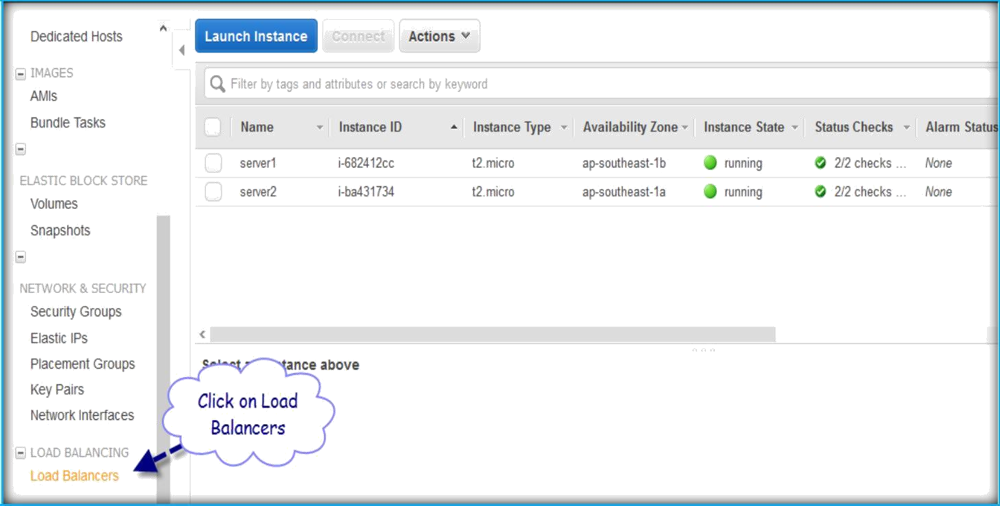 Dedicated Hosts
IMAGES
AMIs
Bundle Tasks
ELASTIC BLOCK STORE
Volumes
Snapshots
NETWORK & SECURITY
Security Groups
Elastic IPs
Placement Groups
Key Pairs
Network Interfaces
LOAD BALANCING
Load Balancers
Launch Instance Connect Actions
Filter by tags and attributes or search by keyword
Name Instance ID Instance Type Availability Zone Instance State Status Checks Alarm Status
server1 i-682412cc t2.micro ap-southeast-1b running 2/2 checks ... None
server2 i-ba431734 t2.micro ap-southeast-1a running 2/2 checks ... None
Select above
Click on Load
Balancers